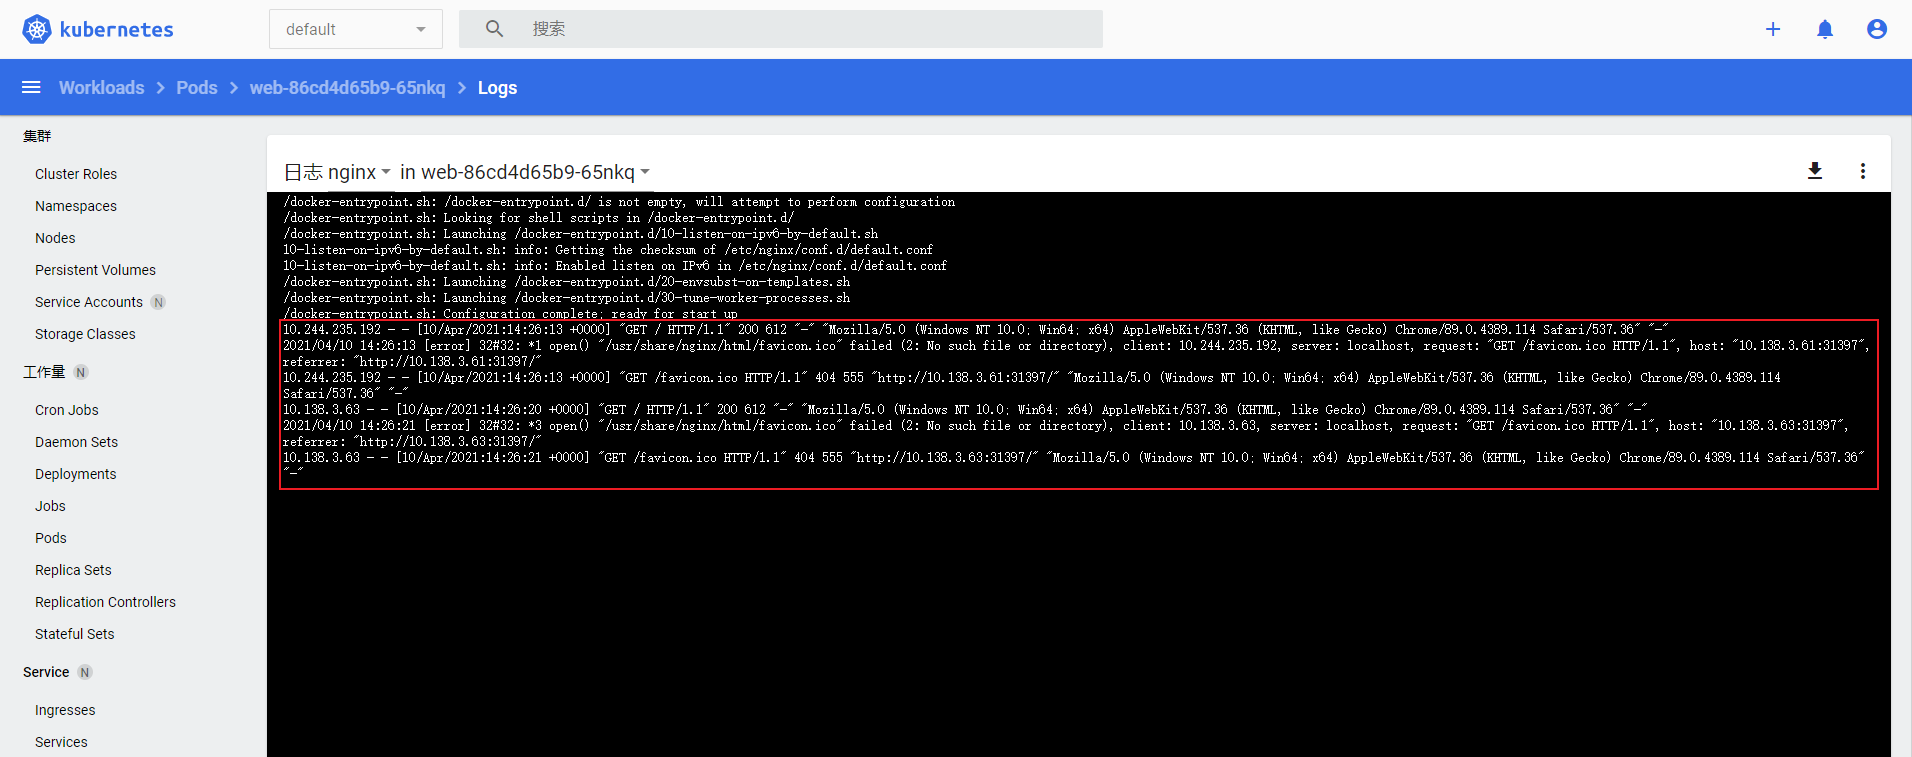 kubernetes
default
搜索
Workloads
Pods
web-86cd4d65b9-65nkq
Logs
集群
Cluster Roles
Namespaces
Nodes
Persistent Volumes
Service Accounts N
Storage Classes
工作量 N
Cron Jobs
Daemon Sets
Deployments
Jobs
Pods
Replica Sets
Replication Controllers
Stateful Sets
Service N
Ingresses
Services
日志 nginx in web-86cd4d65b9-65nkq
/docker-entrypoint.sh: /docker-entrypoint.d/ is not empty, will attempt to perform configuration
/docker-entrypoint.sh: Looking for shell scripts in /docker-entrypoint.d/
/docker-entrypoint.sh: Launching /docker-entrypoint.d/10-listen-on-ipv6-by-default.sh
10-listen-on-ipv6-by-default.sh: info: Getting the checksum of /etc/nginx/conf.d/default.conf
10-listen-on-ipv6-by-default.sh: info: Enabled listen on IPv6 in /etc/nginx/conf.d/default.conf
/docker-entrypoint.sh: Launching /docker-entrypoint.d/20-envsubst-on-templates.sh
/docker-entrypoint.sh: Launching /docker-entrypoint.d/30-tune-worker-processes.sh
/docker-entrypoint.sh: Configuration complete; ready for start up
10.244.235.192 - - [10/Apr/2021:14:26:13 +0000] "GET / HTTP/1.1" 200 612 "-" "Mozilla/5.0 (Windows NT 10.0; Win64; x64) AppleWebKit/537.36 (KHTML, like Gecko) Chrome/89.0.4389.114 Safari/537.36" "-"
2021/04/10 14:26:13 [error] 32#32: *1 open() "/usr/share/nginx/html/favicon.ico" failed (2: No such file or directory), client: 10.244.235.192, server: localhost, request: "GET /favicon.ico HTTP/1.1", host: "10.138.3.61:31397",
referrer: "http://10.138.3.61:31397/"
10.244.235.192 - - [10/Apr/2021:14:26:13 +0000] "GET /favicon.ico HTTP/1.1" 404 555 "http://10.138.3.61:31397/" "Mozilla/5.0 (Windows NT 10.0; Win64; x64) AppleWebKit/537.36 (KHTML, like Gecko) Chrome/89.0.4389.114
Safari/537.36" "-"
10.138.3.63 - - [10/Apr/2021:14:26:20 +0000] "GET / HTTP/1.1" 200 612 "-" "Mozilla/5.0 (Windows NT 10.0; Win64; x64) AppleWebKit/537.36 (KHTML, like Gecko) Chrome/89.0.4389.114 Safari/537.36" "-"
2021/04/10 14:26:21 [error] 32#32: *3 open() "/usr/share/nginx/html/favicon.ico" failed (2: No such file or directory), client: 10.138.3.63, server: localhost, request: "GET /favicon.ico HTTP/1.1", host: "10.138.3.63:31397",
referrer: "http://10.138.3.63:31397/"
10.138.3.63 - - [10/Apr/2021:14:26:21 +0000] "GET /favicon.ico HTTP/1.1" 404 555 "http://10.138.3.63:31397/" "Mozilla/5.0 (Windows NT 10.0; Win64; x64) AppleWebKit/537.36 (KHTML, like Gecko) Chrome/89.0.4389.114 Safari/537.36"
"-"